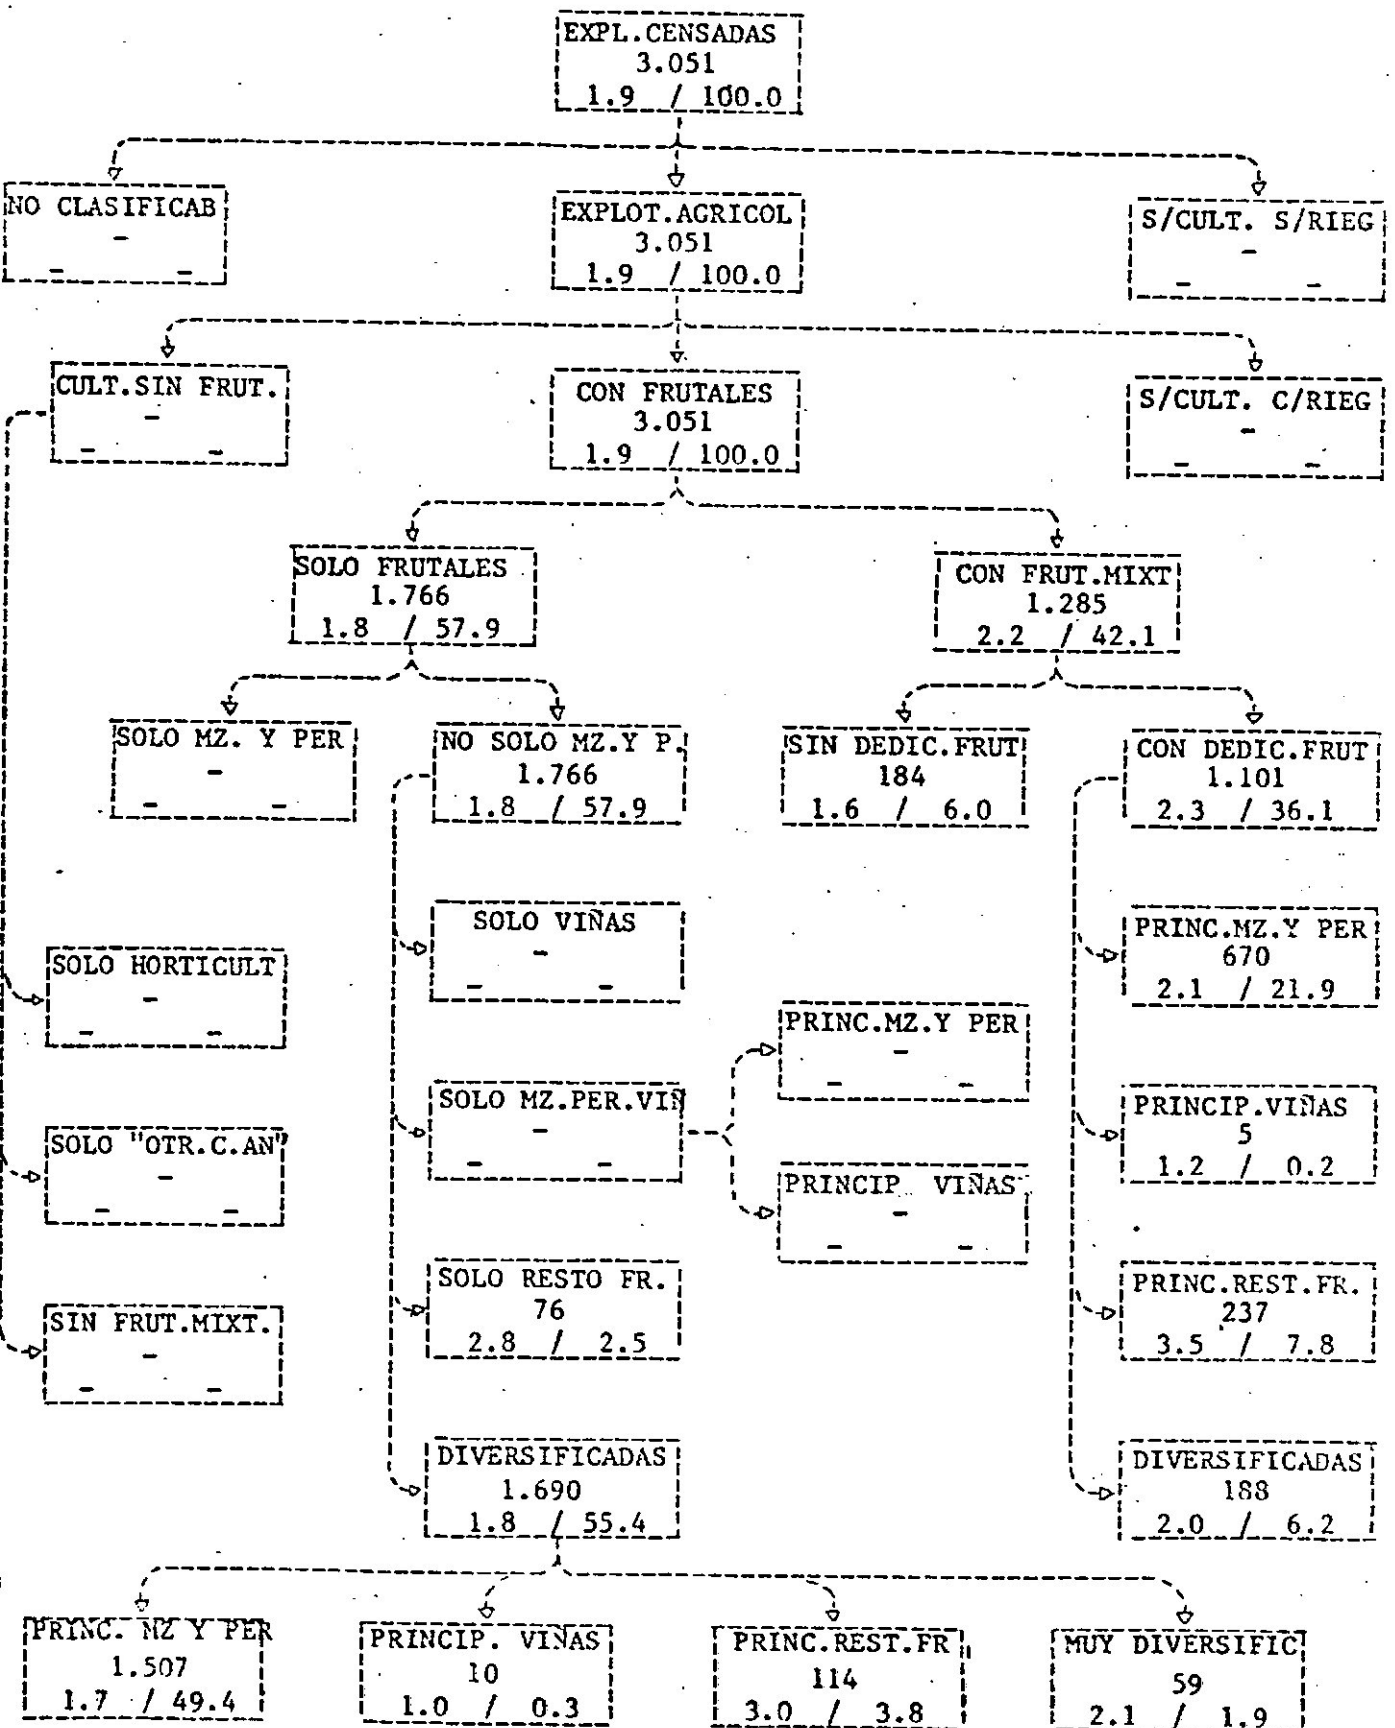 EXPL.CENSADAS
3.051
1.9 / 100.0
NO CLASIFICAB
-
- -
EXPLOT.AGRICOL
3.051
1.9 / 100.0
S/CULT. S/RIEG
-
- -
CULT.SIN FRUT.
-
- -
CON FRUTALES
3.051
1.9 / 100.0
S/CULT. C/RIEG
-
- -
SOLO FRUTALES
1.766
1.8 / 57.9
CON FRUT.MIXT
1.285
2.2 / 42.1
SOLO MZ. Y PER
-
- -
NO SOLO MZ.Y P.
1.766
1.8 / 57.9
SIN DEDIC.FRUT
184
1.6 / 6.0
CON DEDIC.FRUT
1.101
2.3 / 36.1
SOLO VIÑAS
-
- -
PRINC.MZ.Y PER
670
2.1 / 21.9
SOLO HORTICULT
-
- -
PRINC.MZ.Y PER
-
- -
SOLO MZ.PER.VIÑ
-
- -
PRINCIP.VIÑAS
5
1.2 / 0.2
SOLO "OTR.C.AN"
-
- -
PRINCIP. VIÑAS
-
- -
SOLO RESTO FR.
76
2.8 / 2.5
PRINC.REST.FR.
237
3.5 / 7.8
SIN FRUT.MIXT.
-
- -
DIVERSIFICADAS
1.690
1.8 / 55.4
DIVERSIFICADAS
188
2.0 / 6.2
PRINC. MZ Y PER
1.507
1.7 / 49.4
PRINCIP. VIÑAS
10
1.0 / 0.3
PRINC.REST.FR
114
3.0 / 3.8
MUY DIVERSIFIC
59
2.1 / 1.9